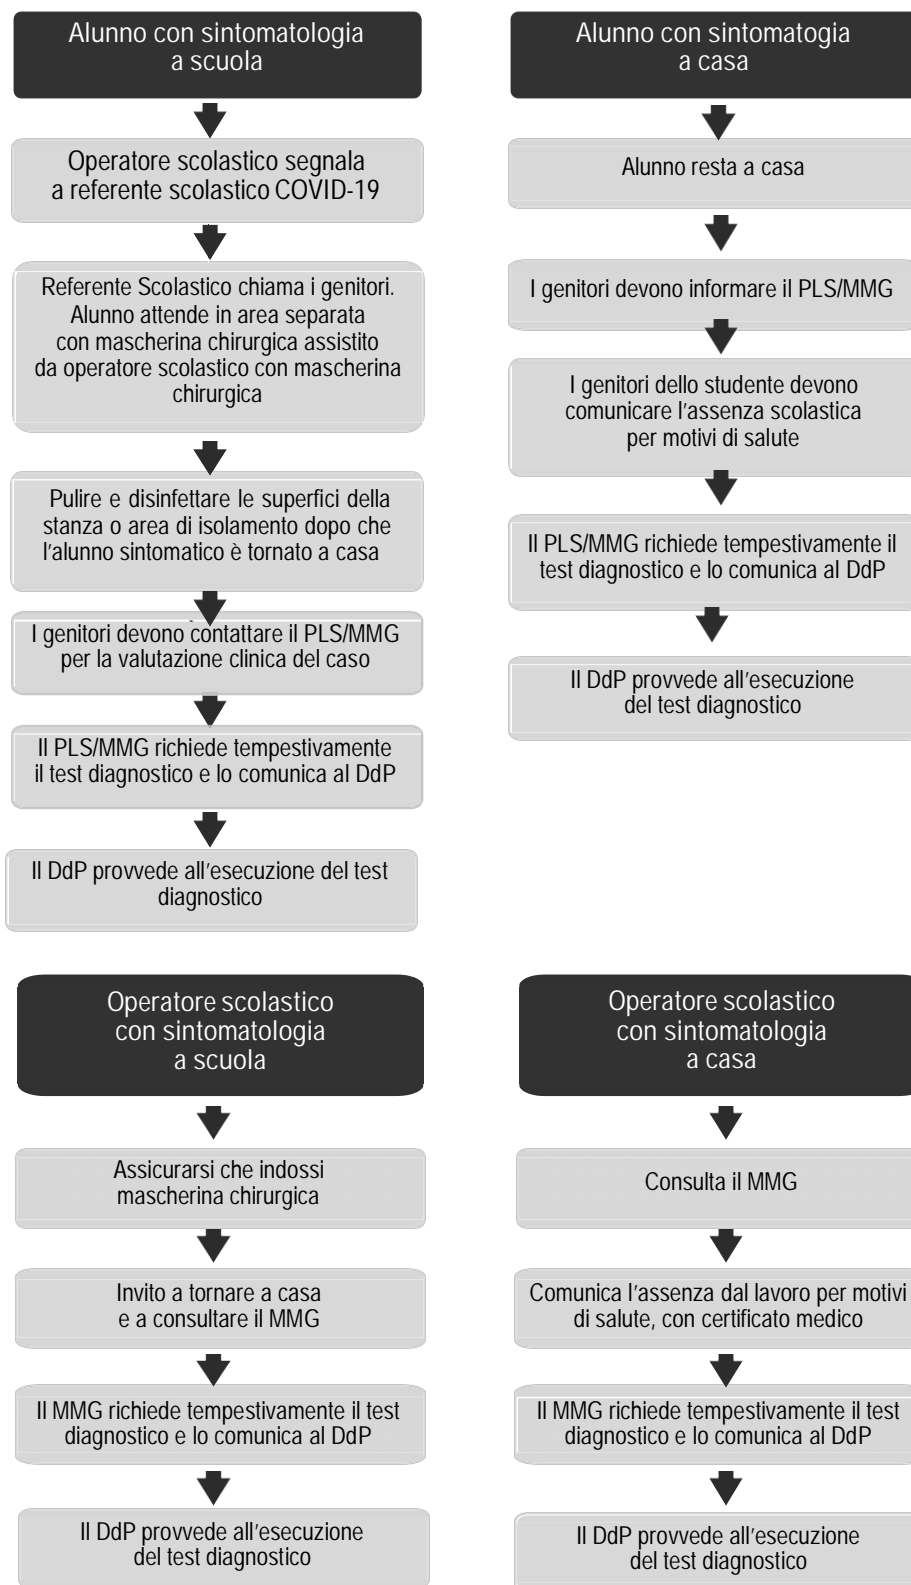 Alunno con sintomatologia
a scuola
Operatore scolastico segnala
a referente scolastico COVID-19
Referente Scolastico chiama i genitori.
Alunno attende in area separata
con mascherina chirurgica assistito
da operatore scolastico con mascherina
chirurgica
Pulire e disinfettare le superfici della
stanza o area di isolamento dopo che
l'alunno sintomatico è tornato a casa
I genitori devono contattare il PLS/MMG
per la valutazione clinica del caso
Il PLS/MMG richiede tempestivamente
il test diagnostico e lo comunica al DdP
Il DdP provvede all'esecuzione del test
diagnostico
Alunno con sintomatogia
a casa
Alunno resta a casa
I genitori devono informare il PLS/MMG
I genitori dello studente devono
comunicare l'assenza scolastica
per motivi di salute
Il PLS/MMG richiede tempestivamente il
test diagnostico e lo comunica al DdP
Il DdP provvede all'esecuzione
del test diagnostico
Operatore scolastico
con sintomatologia
a scuola
Assicurarsi che indossi
mascherina chirurgica
Invito a tornare a casa
e a consultare il MMG
Il MMG richiede tempestivamente il test
diagnostico e lo comunica al DdP
Il DdP provvede all'esecuzione
del test diagnostico
Operatore scolastico
con sintomatologia
a casa
Consulta il MMG
Comunica l'assenza dal lavoro per motivi
di salute, con certificato medico
Il MMG richiede tempestivamente il test
diagnostico e lo comunica al DdP
Il DdP provvede all'esecuzione
del test diagnostico